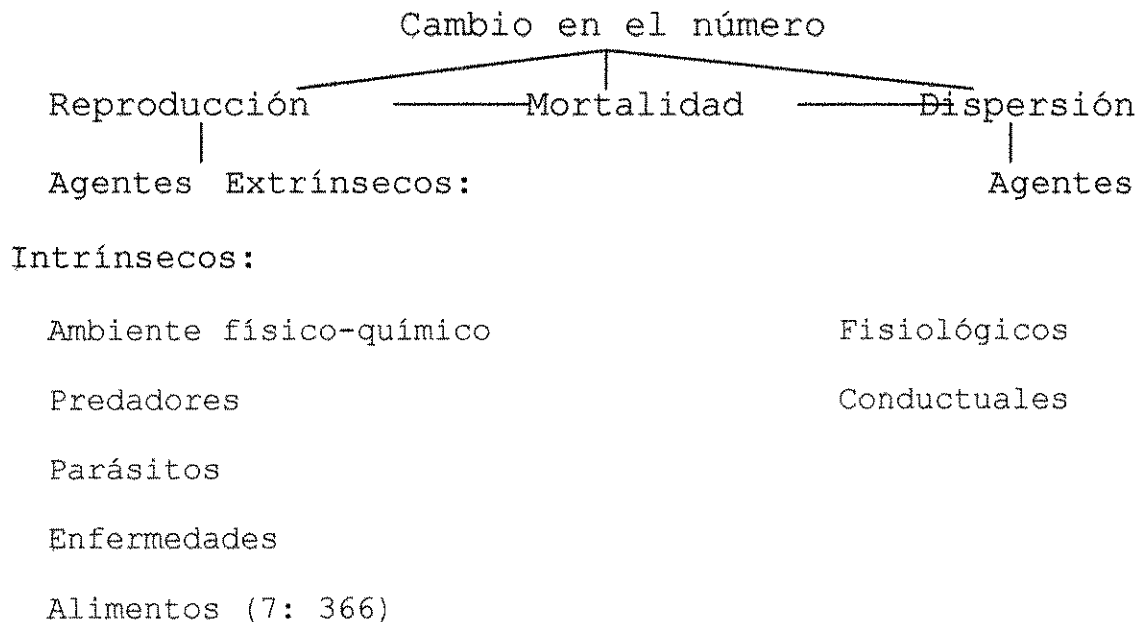 Cambio en el número
Reproducción Mortalidad Dispersión
Agentes Extrínsecos: Agentes
Intrínsecos:
Ambiente físico-químico Fisiológicos
Predadores Conductuales
Parásitos
Enfermedades
Alimentos (7: 366)